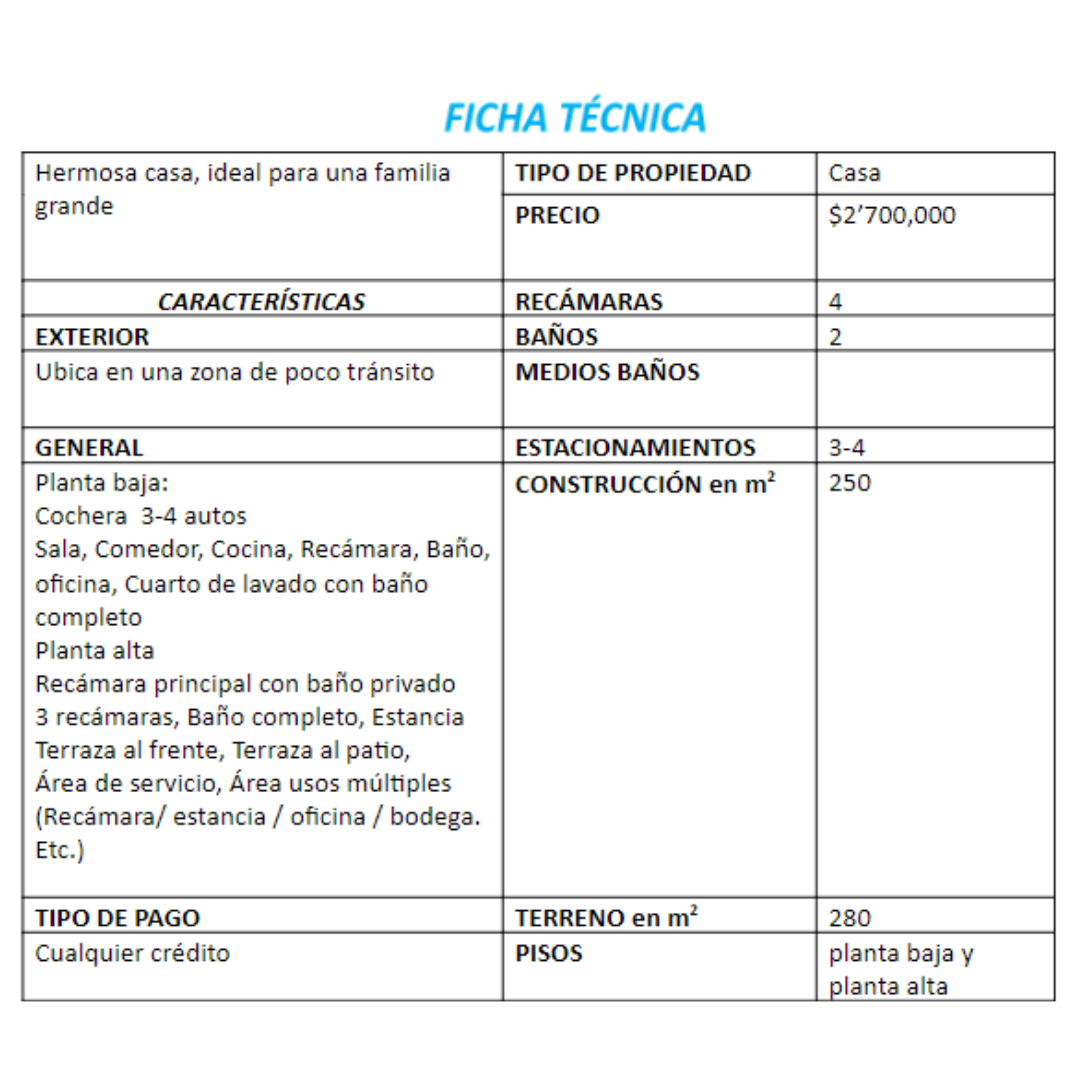 FICHA TÉCNICA
Hermosa casa, ideal para una familia
grande
TIPO DE PROPIEDAD
Casa
PRECIO
$2’700,000
CARACTERÍSTICAS
RECÁMARAS
4
EXTERIOR
BAÑOS
2
Ubica en una zona de poco tránsito
MEDIOS BAÑOS
GENERAL
ESTACIONAMIENTOS
3-4
Planta baja:
Cochera  3-4 autos
Sala, Comedor, Cocina, Recámara, Baño,
oficina, Cuarto de lavado con baño
completo
Planta alta
Recámara principal con baño privado
3 recámaras, Baño completo, Estancia
Terraza al frente, Terraza al patio,
Área de servicio, Área usos múltiples
(Recámara/ estancia / oficina / bodega.
Etc.)
CONSTRUCCIÓN en m²
250
TIPO DE PAGO
TERRENO en m²
280
Cualquier crédito
PISOS
planta baja y
planta alta